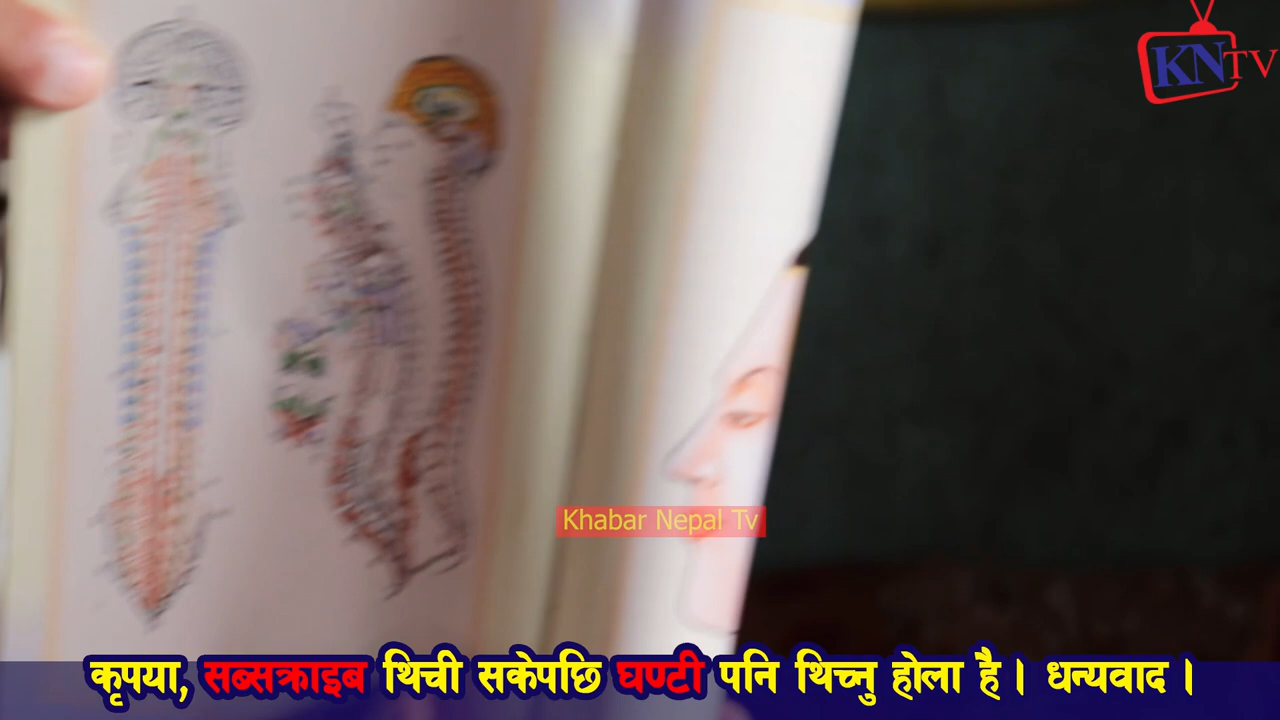 KNTV
Khabar Nepal Tv
कृपया, सब्सक्राइब थिची सकेपछि घण्टी पनि थिच्नु होला है । धन्यवाद ।